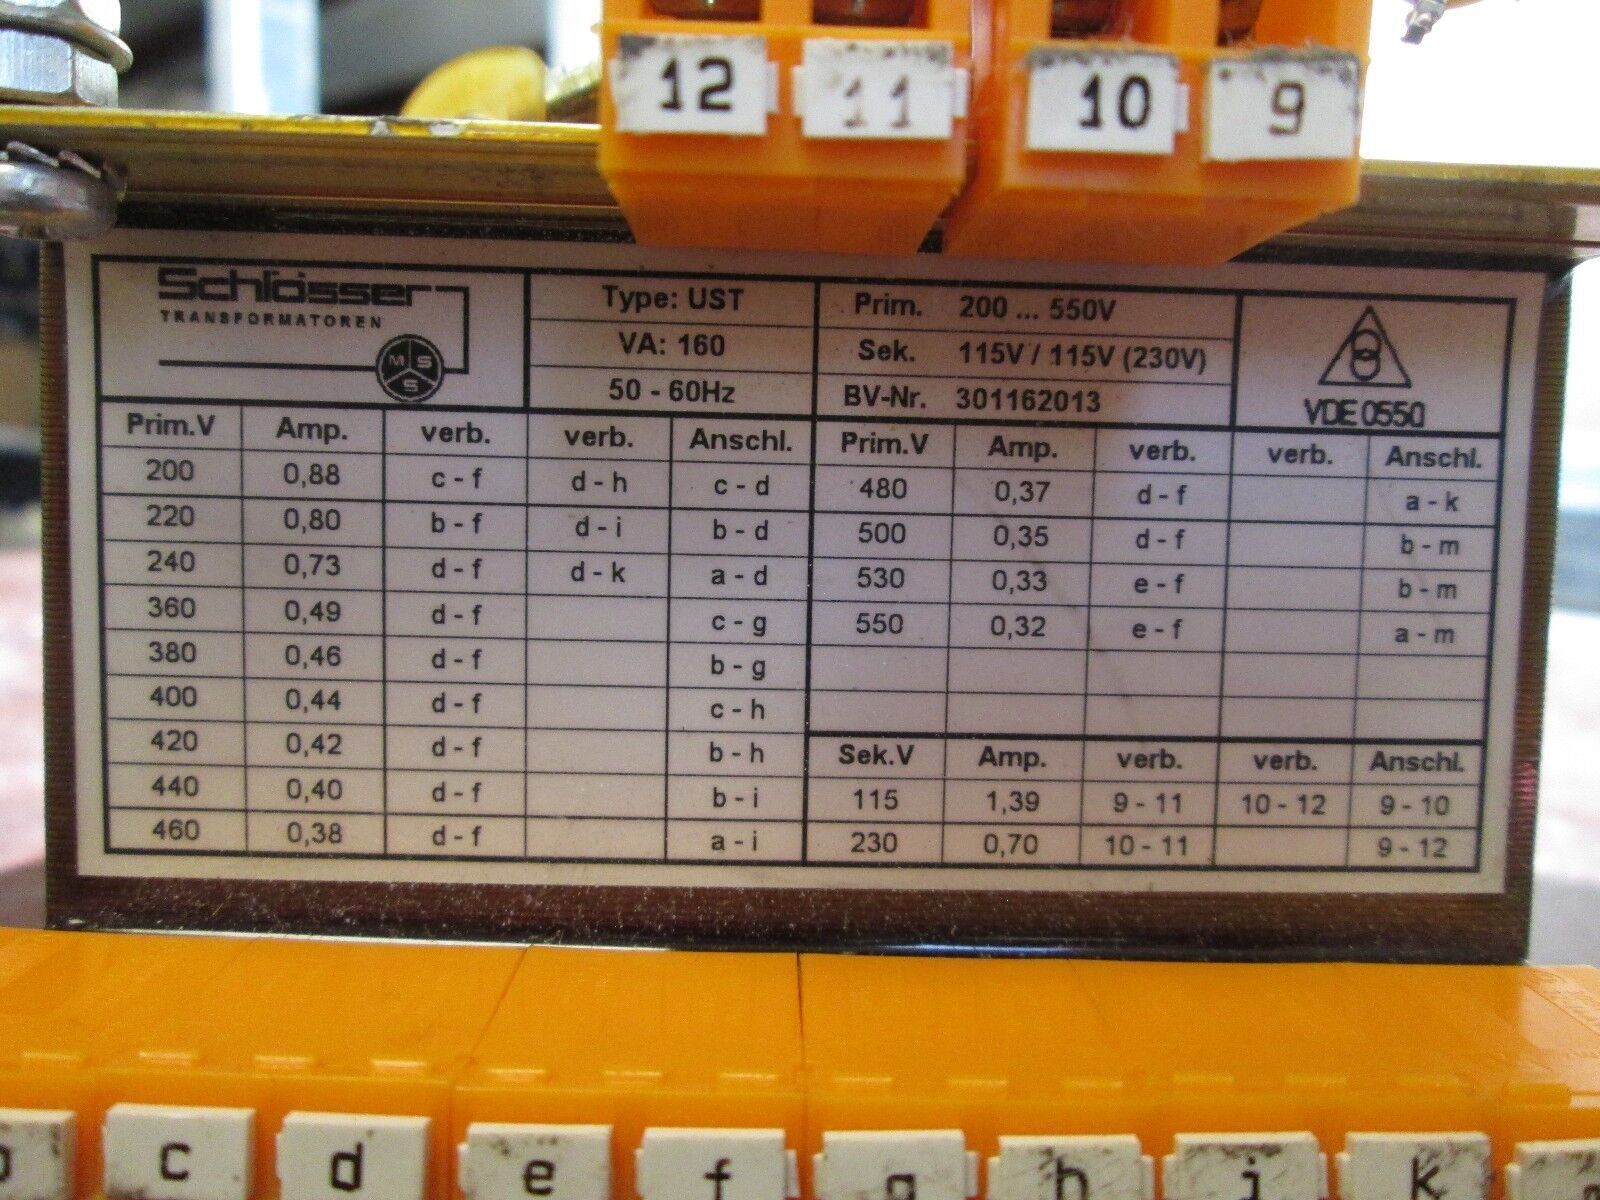 12 11 10 9
Schlösser
TRANSFORMATOREN
M S S
Type: UST
VA: 160
50 - 60Hz
Prim. 200 ... 550V
Sek. 115V / 115V (230V)
BV-Nr. 301162013
VDE 0550
Prim.V Amp. verb. verb. Anschl.
200 0,88 c - f d - h c - d
220 0,80 b - f d - i b - d
240 0,73 d - f d - k a - d
360 0,49 d - f c - g
380 0,46 d - f b - g
400 0,44 d - f c - h
420 0,42 d - f b - h
440 0,40 d - f b - i
460 0,38 d - f a - i
Prim.V Amp. verb. verb. Anschl.
480 0,37 d - f a - k
500 0,35 d - f b - m
530 0,33 e - f b - m
550 0,32 e - f a - m
Sek.V Amp. verb. verb. Anschl.
115 1,39 9 - 11 10 - 12 9 - 10
230 0,70 10 - 11 9 - 12
c d e f g h i k